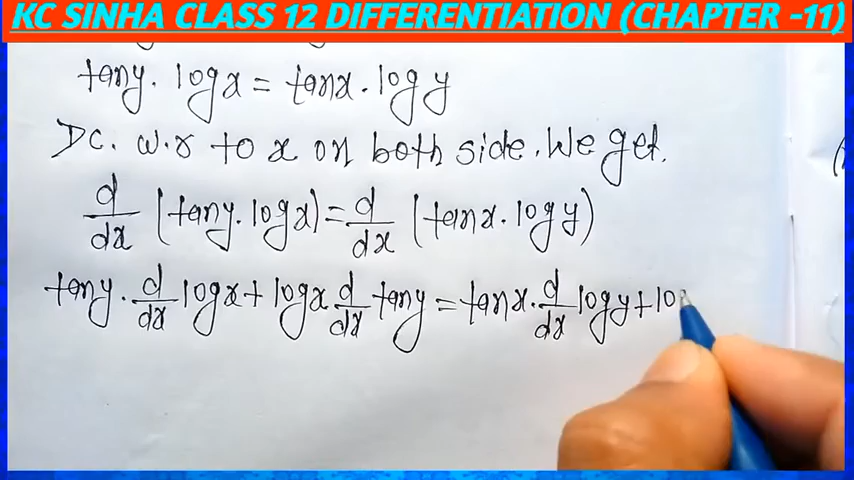 KC SINHA CLASS 12 DIFFERENTIATION (CHAPTER -11)
tany. logx = tanx. logy
Dc. w.r to x on both side. We get.
d/dx (tany. logx) = d/dx (tanx. logy)
tany. d/dx logx + logx d/dx tany = tanx. d/dx logy + lo